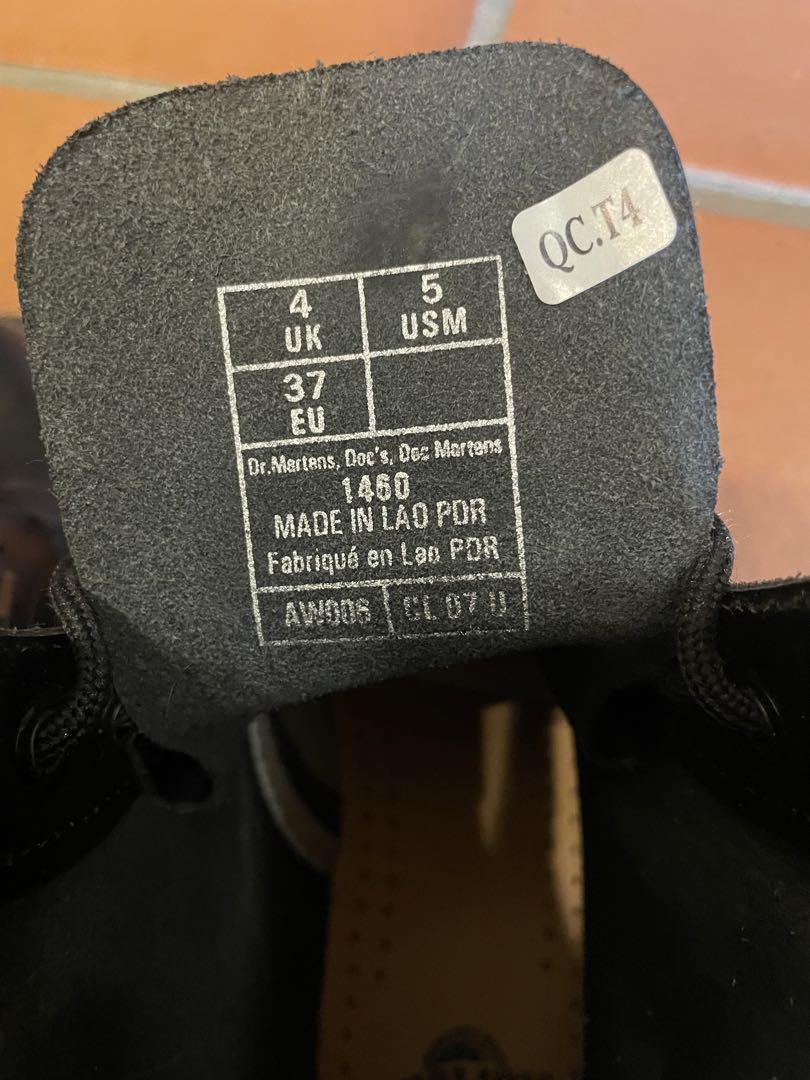 QC.T4
4
UK
5
USM
37
EU
Dr.Martens, Doc's, Doc Martens
1460
MADE IN LAO PDR
Fabriqué en Lao PDR
AW006
CL 07 U